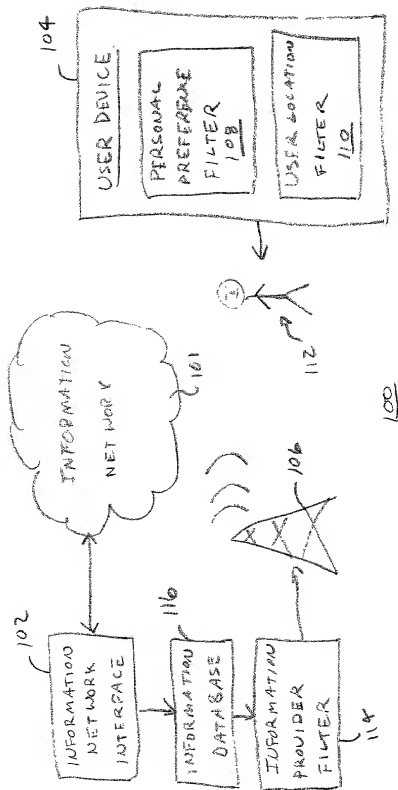 102
INFORMATION
NETWORK
INTERFACE
INFORMATION
NETWORK
101
116
INFORMATION
DATABASE
INFORMATION
PROVIDER
FILTER
114
106
112
104
USER DEVICE
PERSONAL
PREFERENCE
FILTER
108
USER LOCATION
FILTER
110
100